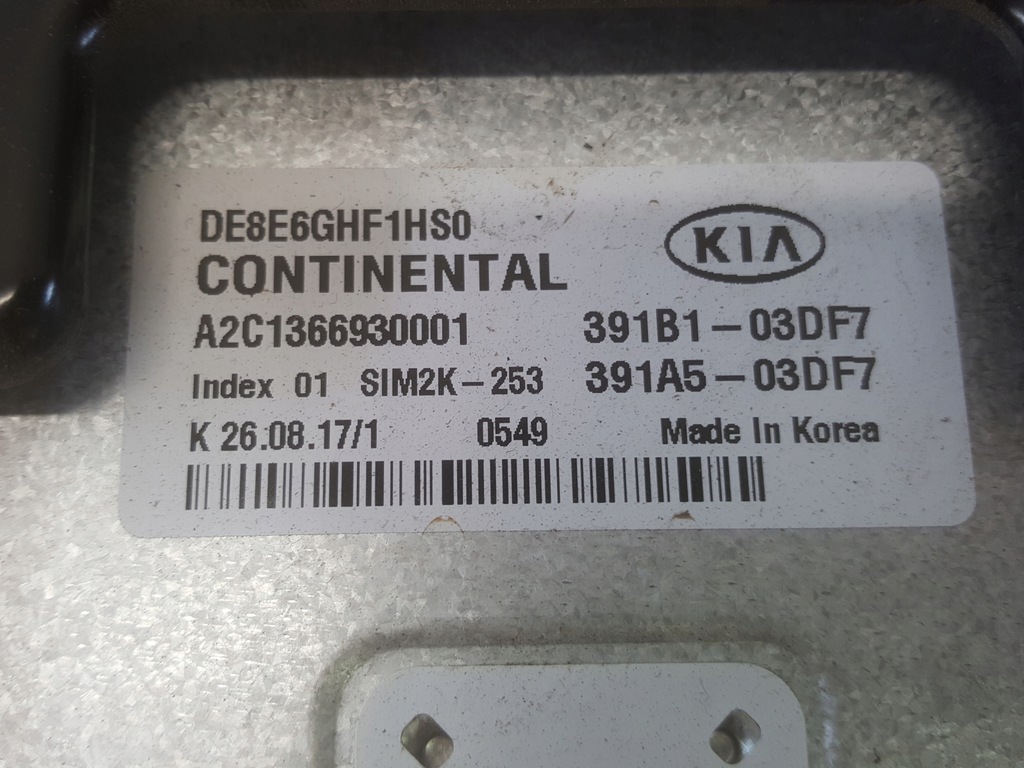 DE8E6GHF1HS0
KIA
CONTINENTAL
A2C1366930001 391B1-03DF7
Index 01 SIM2K-253 391A5-03DF7
K 26.08.17/1 0549 Made In Korea